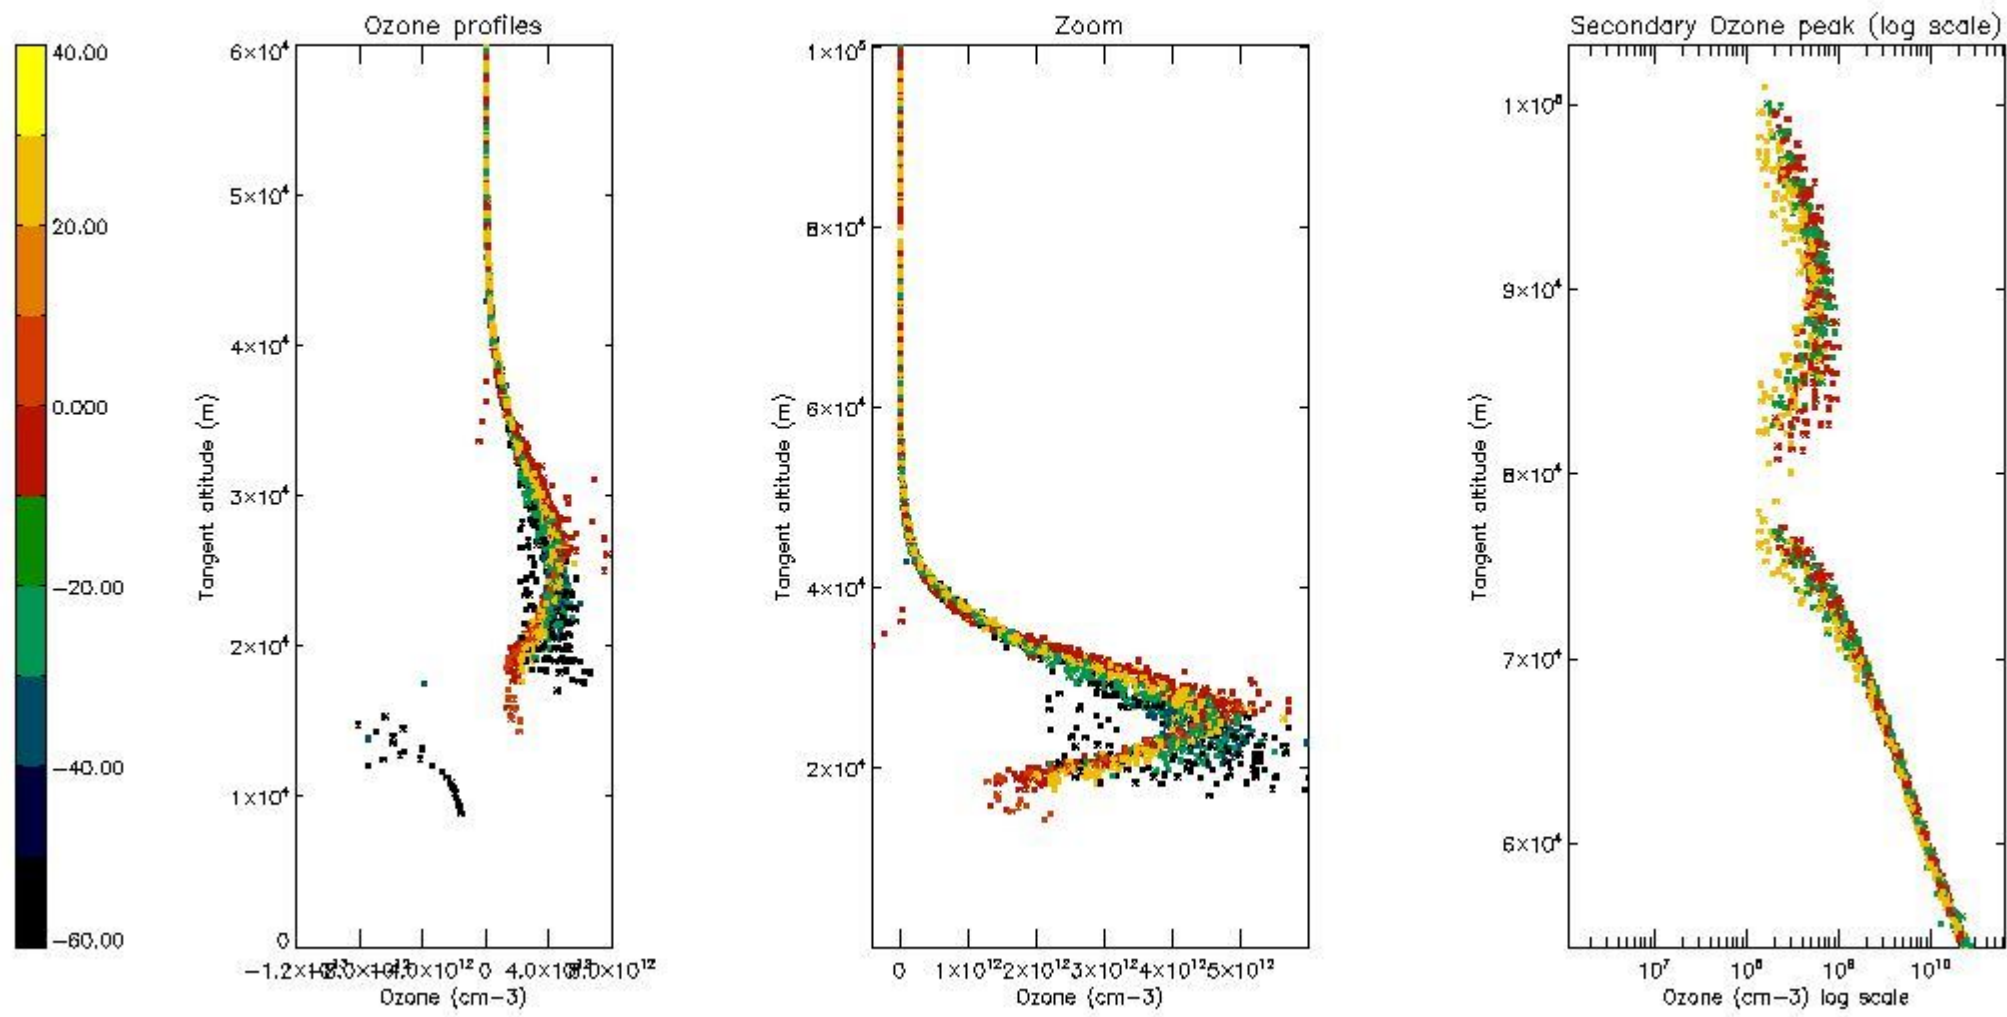 Ozone profiles
Zoom
Secondary Ozone peak (log scale)
40.00
20.00
0.000
−20.00
−40.00
−60.00
Tangent altitude (m)
6×10⁴
5×10⁴
4×10⁴
3×10⁴
2×10⁴
1×10⁴
0
0
Ozone (cm−3)
Tangent altitude (m)
1×10⁵
8×10⁴
6×10⁴
4×10⁴
2×10⁴
0 1×10¹² 2×10¹² 3×10¹² 4×10¹² 5×10¹²
Ozone (cm−3)
Tangent altitude (m)
9×10⁴
8×10⁴
7×10⁴
6×10⁴
10⁷ 10⁸ 10⁹ 10¹⁰
Ozone (cm−3) log scale